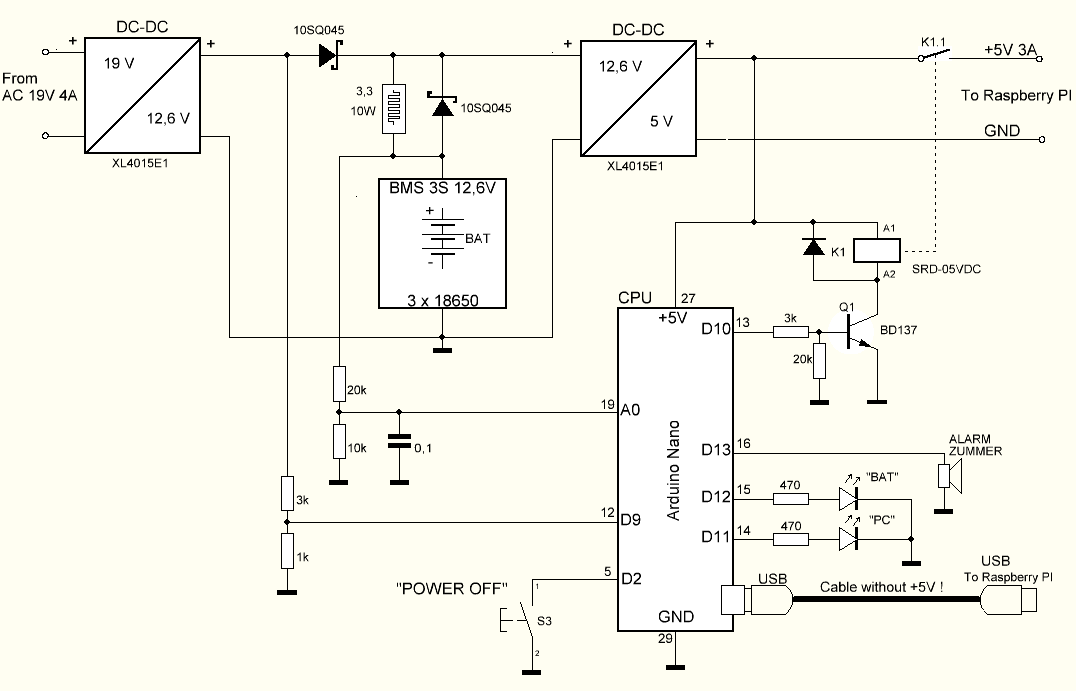 DC-DC
+
+
19 V
12,6 V
XL4015E1
From
AC 19V 4A
10SQ045
3,3
10W
10SQ045
BMS 3S 12,6V
+
BAT
-
3 x 18650
DC-DC
+
+
12,6 V
5 V
XL4015E1
K1.1
+5V 3A
To Raspberry PI
GND
K1
A1
A2
SRD-05VDC
Q1
BD137
3k
20k
CPU
27
+5V
D10
13
20k
10k
0,1
19
A0
3k
1k
12
D9
5
D2
"POWER OFF"
1
S3
2
Arduino Nano
D13
16
ALARM
ZUMMER
D12
15
470
"BAT"
D11
14
470
"PC"
GND
29
USB
Cable without +5V !
USB
To Raspberry PI